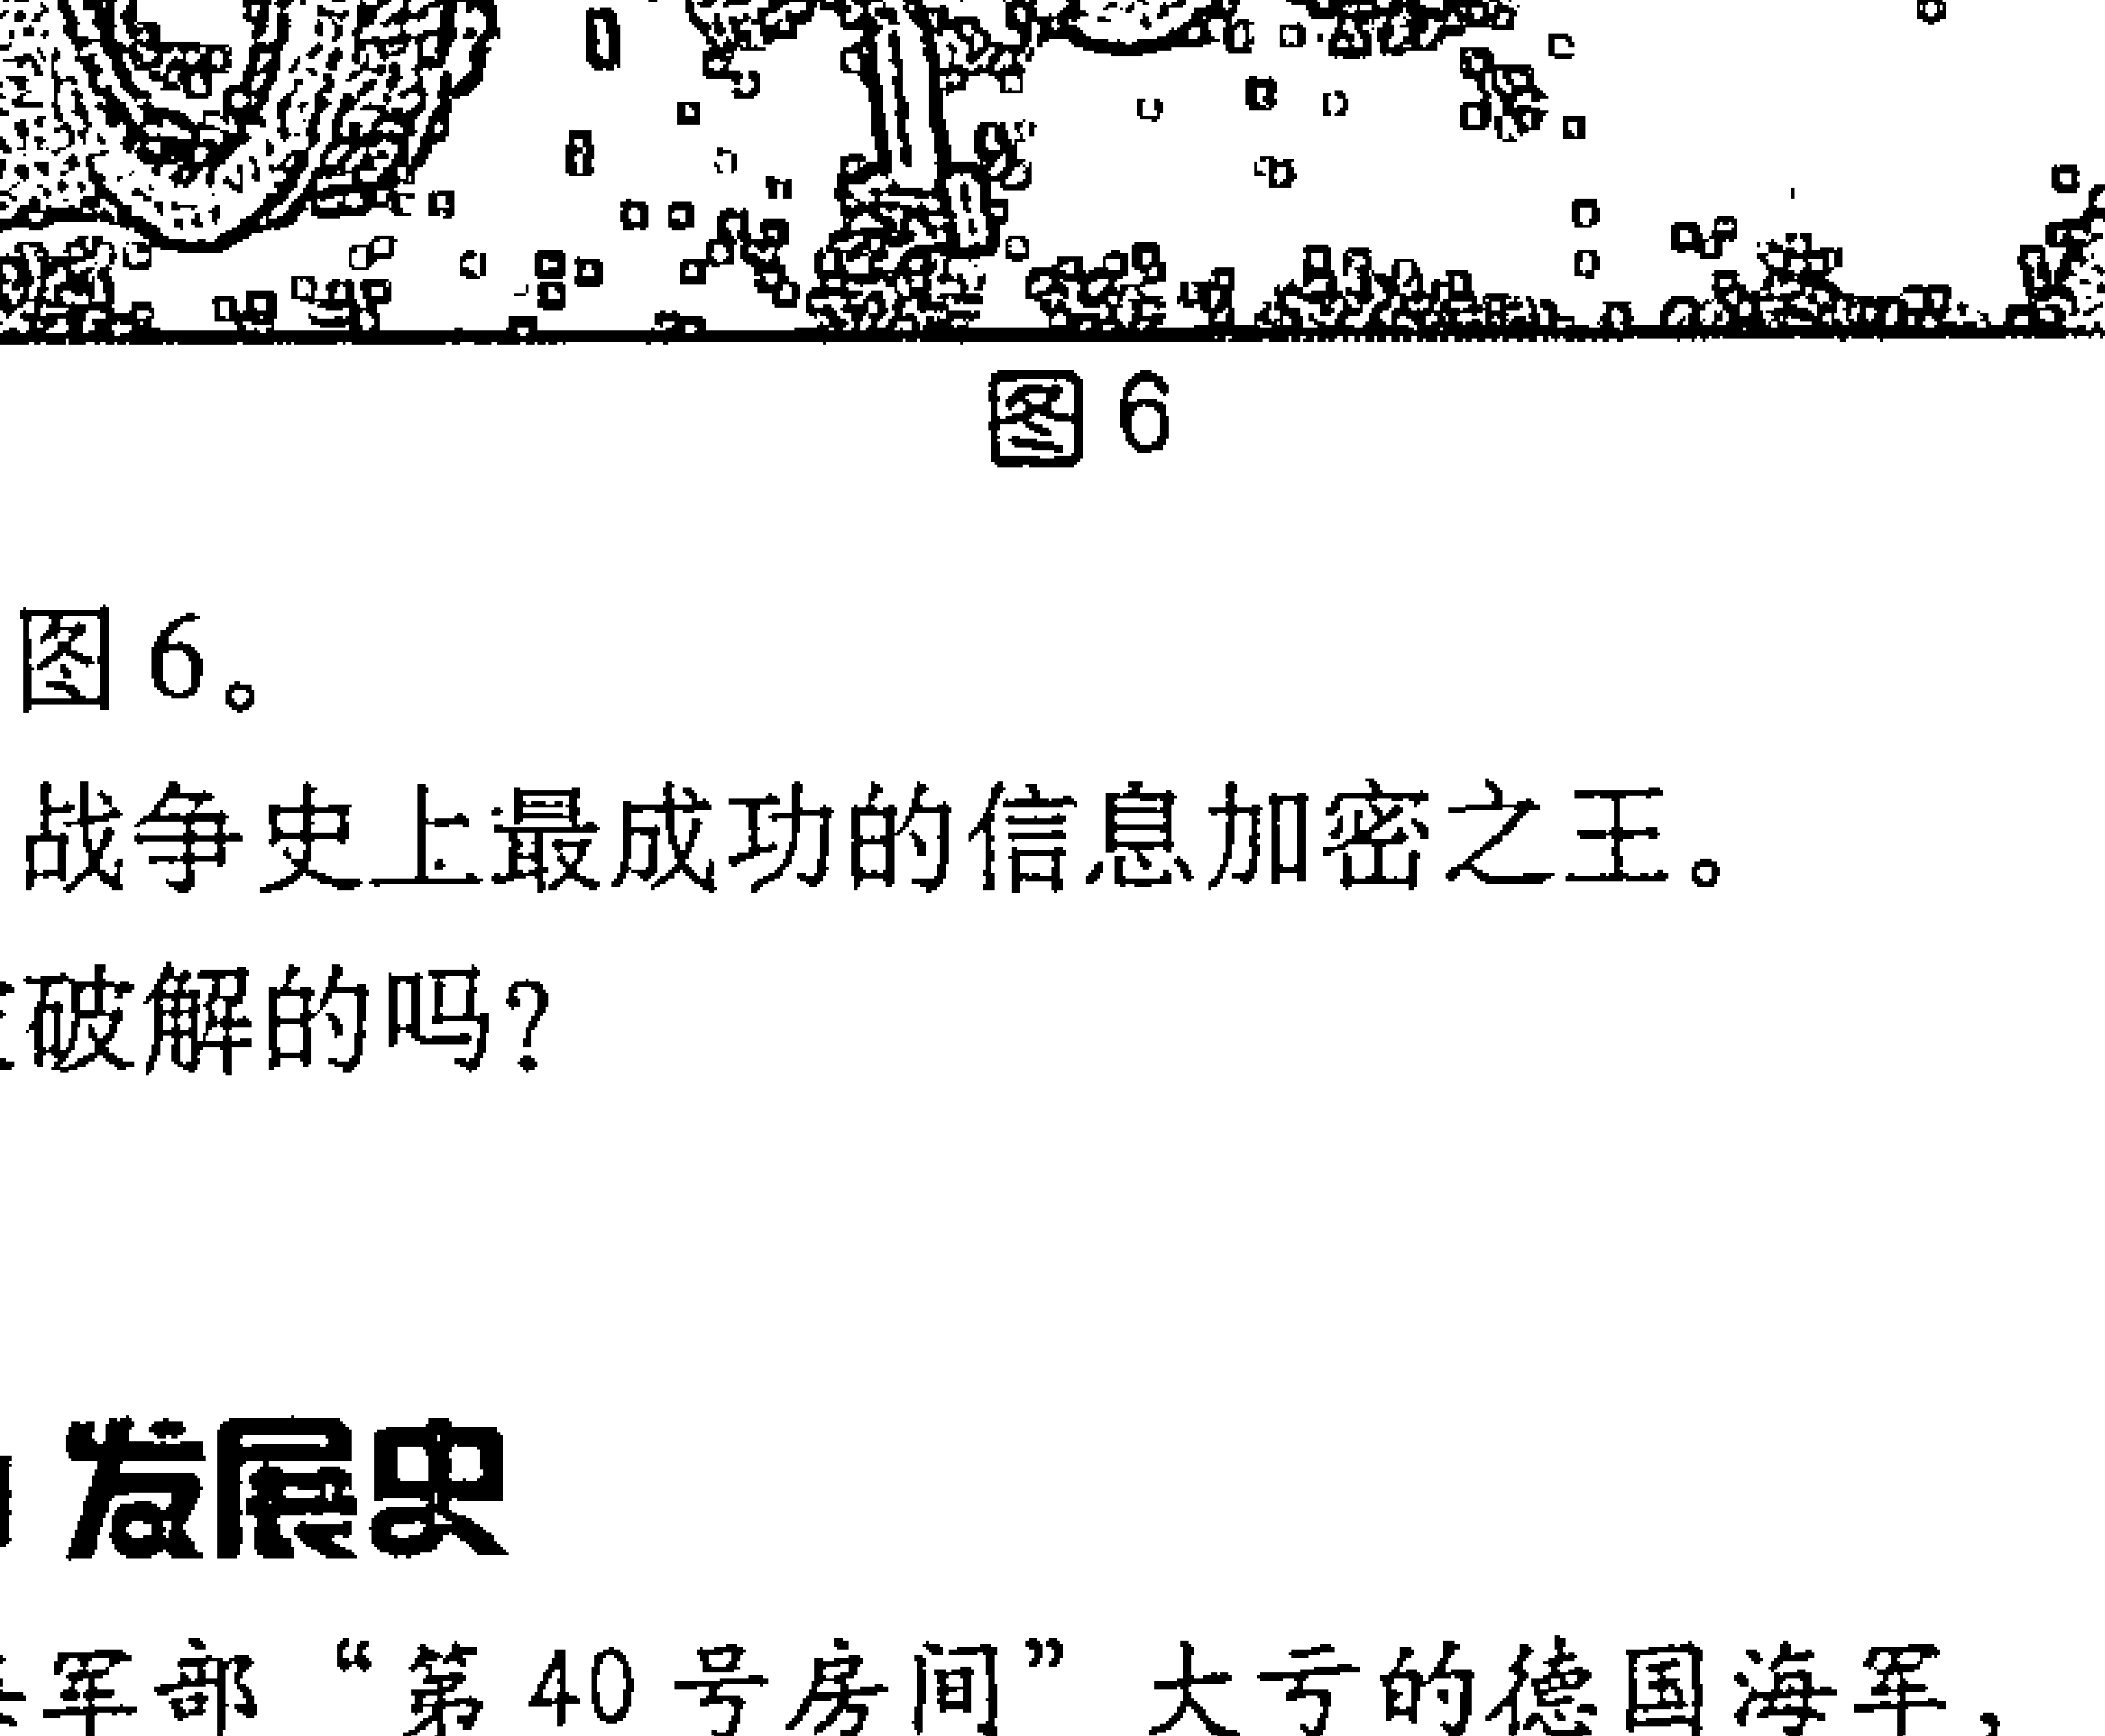 图 6
图 6。
战争史上最成功的信息加密之王。
破解的吗？
发展史
军部“第 40 号房间”大亏的德国海军，